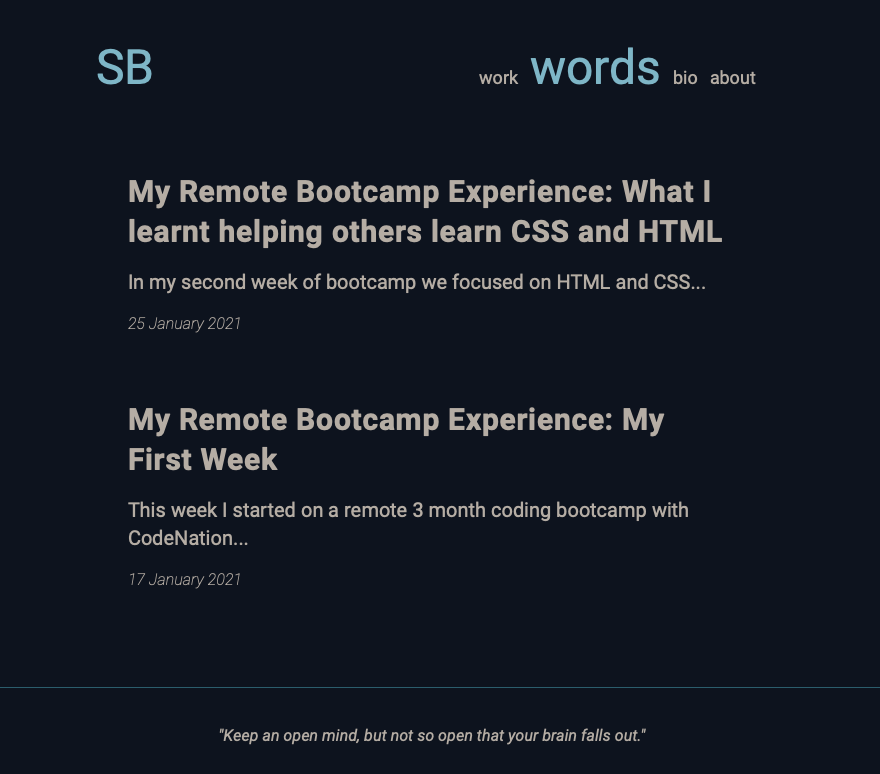 SB
work words bio about
My Remote Bootcamp Experience: What I
learnt helping others learn CSS and HTML
In my second week of bootcamp we focused on HTML and CSS...
25 January 2021
My Remote Bootcamp Experience: My
First Week
This week I started on a remote 3 month coding bootcamp with
CodeNation...
17 January 2021
"Keep an open mind, but not so open that your brain falls out."